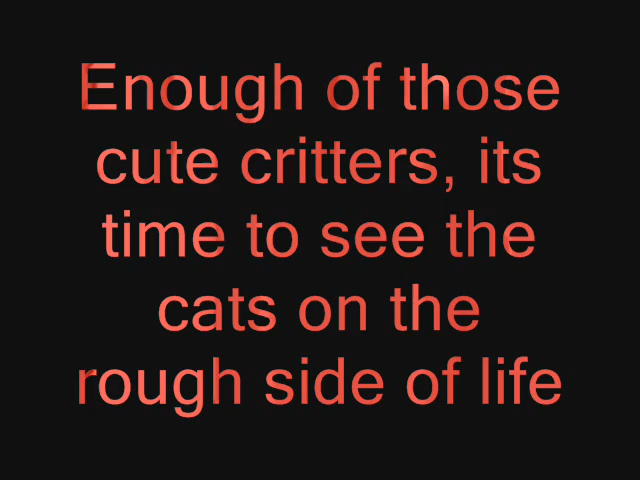 Enough of those
cute critters, its
time to see the
cats on the
rough side of life